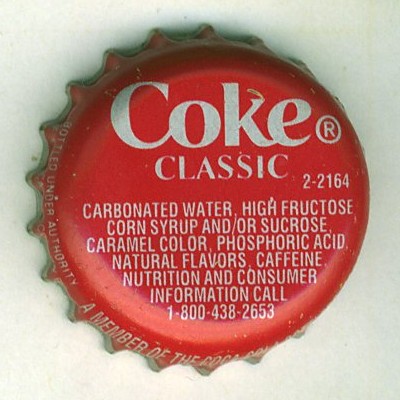 Coke®
CLASSIC
2-2164
CARBONATED WATER, HIGH FRUCTOSE
CORN SYRUP AND/OR SUCROSE,
CARAMEL COLOR, PHOSPHORIC ACID,
NATURAL FLAVORS, CAFFEINE
NUTRITION AND CONSUMER
INFORMATION CALL
1-800-438-2653
BOTTLED UNDER AUTHORITY
A MEMBER OF THE COCA-